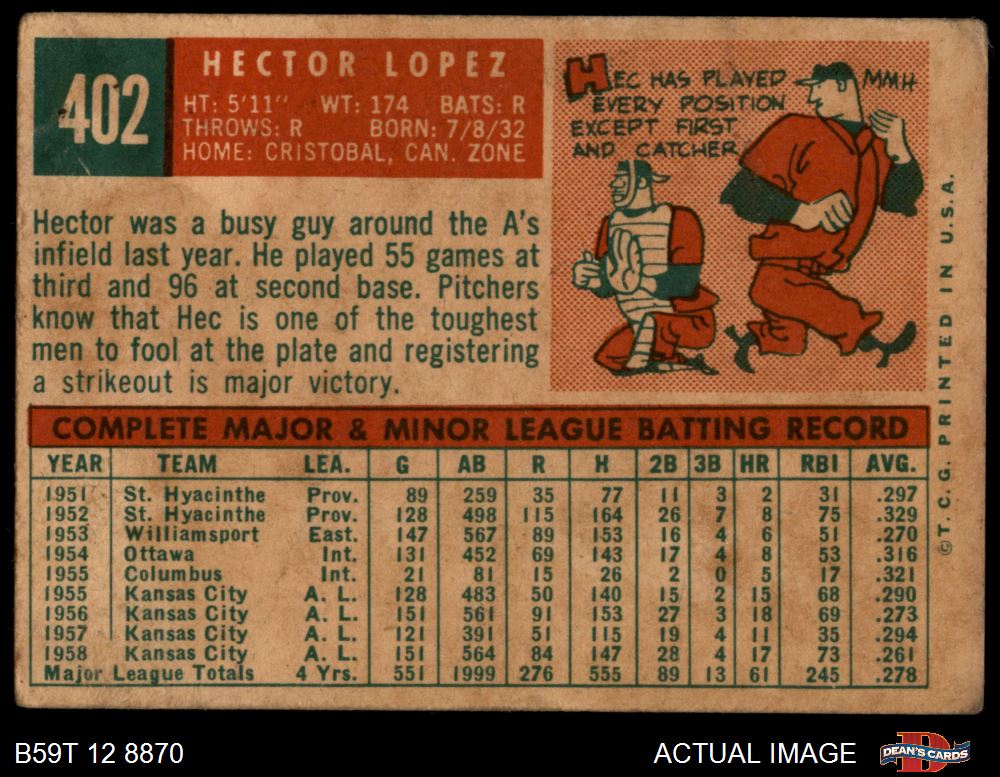 402
HECTOR LOPEZ
HT: 5'11" WT: 174 BATS: R
THROWS: R BORN: 7/8/32
HOME: CRISTOBAL, CAN. ZONE
HEC HAS PLAYED
EVERY POSITION
EXCEPT FIRST
AND CATCHER
MMH
Hector was a busy guy around the A's
infield last year. He played 55 games at
third and 96 at second base. Pitchers
know that Hec is one of the toughest
men to fool at the plate and registering
a strikeout is major victory.
COMPLETE MAJOR & MINOR LEAGUE BATTING RECORD
YEAR TEAM LEA. G AB R H 2B 3B HR RBI AVG.
1951 St. Hyacinthe Prov. 89 259 35 77 11 3 2 31 .297
1952 St. Hyacinthe Prov. 128 498 115 164 26 7 8 75 .329
1953 Williamsport East. 147 567 89 153 16 4 6 51 .270
1954 Ottawa Int. 131 452 69 143 17 4 8 53 .316
1955 Columbus Int. 21 81 15 26 2 0 5 17 .321
1955 Kansas City A. L. 128 483 50 140 15 2 15 68 .290
1956 Kansas City A. L. 151 561 91 153 27 3 18 69 .273
1957 Kansas City A. L. 121 391 51 115 19 4 11 35 .294
1958 Kansas City A. L. 151 564 84 147 28 4 17 73 .261
Major League Totals 4 Yrs. 551 1999 276 555 89 13 61 245 .278
©T.C.G. PRINTED IN U.S.A.
B59T 12 8870
ACTUAL IMAGE
DEAN'S CARDS